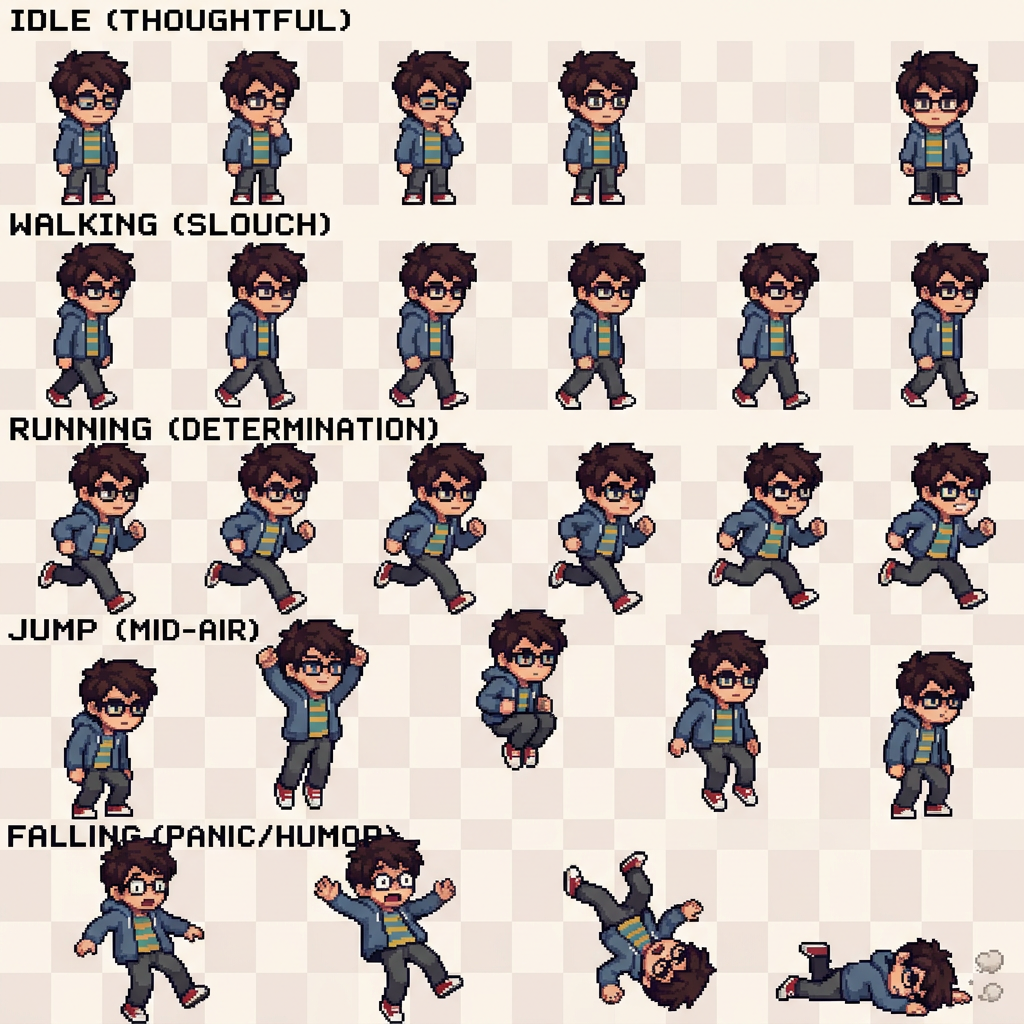 IDLE (THOUGHTFUL)
WALKING (SLOUCH)
RUNNING (DETERMINATION)
JUMP (MID-AIR)
FALLING (PANIC/HUMOR)